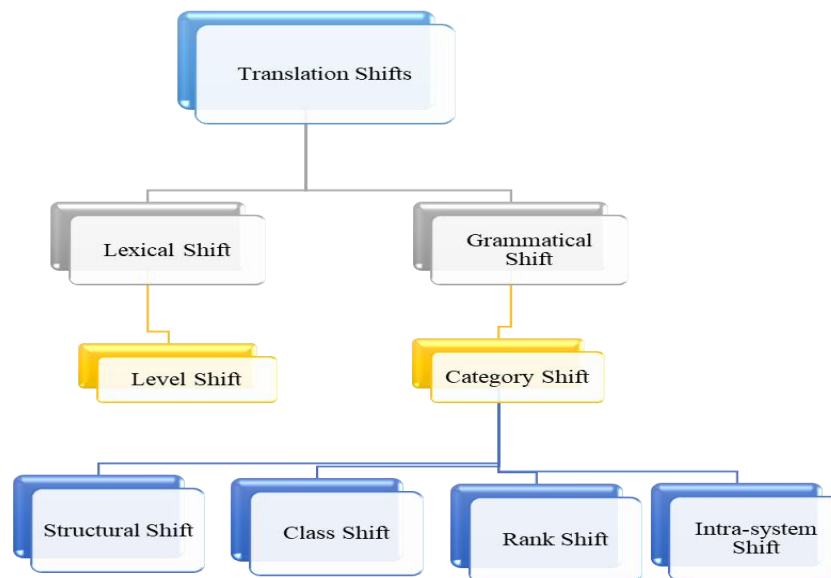 Translation Shifts
Lexical Shift
Grammatical
Shift
Level Shift
Category Shift
Structural Shift
Class Shift
Rank Shift
Intra-system
Shift